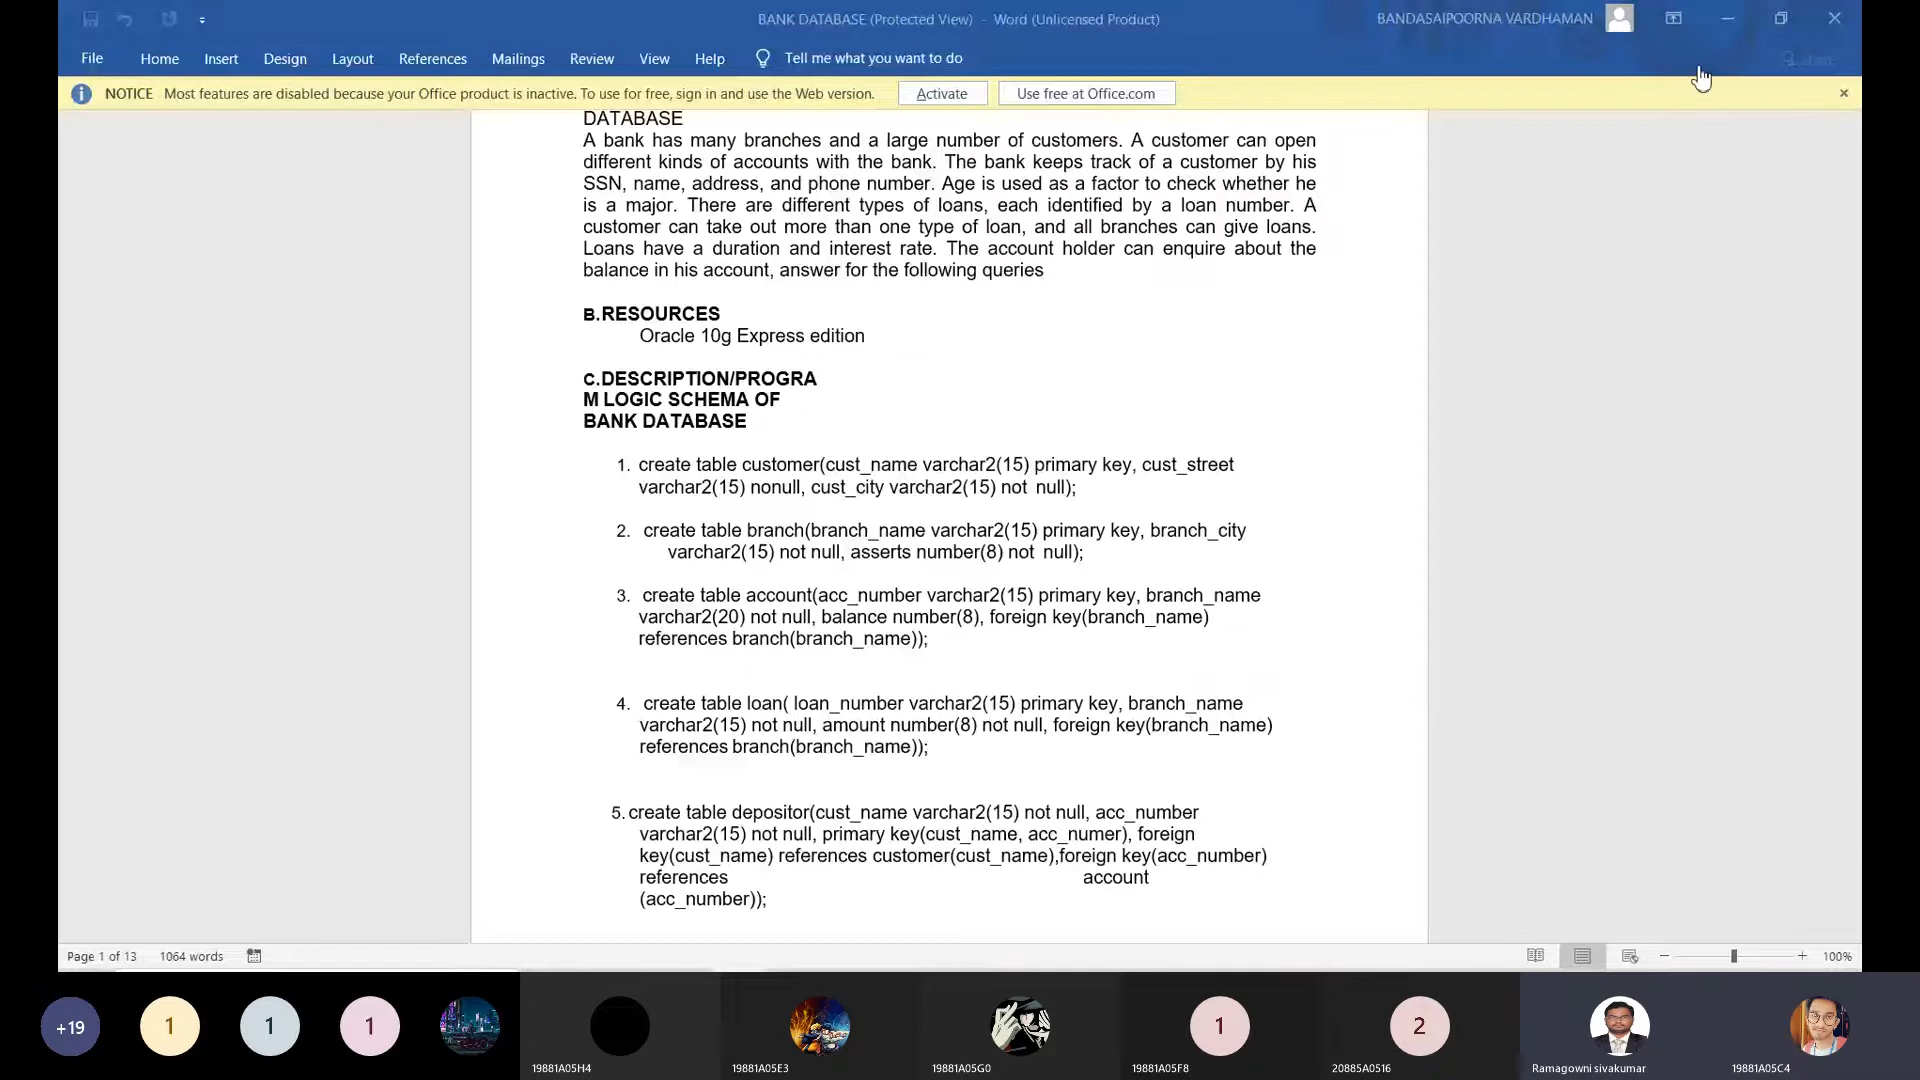 BANK DATABASE (Protected View) - Word (Unlicensed Product)
BANDASAIPOORNA VARDHAMAN
File Home Insert Design Layout References Mailings Review View Help Tell me what you want to do
NOTICE Most features are disabled because your Office product is inactive. To use for free, sign in and use the Web version. Activate Use free at Office.com
DATABASE
A bank has many branches and a large number of customers. A customer can open
different kinds of accounts with the bank. The bank keeps track of a customer by his
SSN, name, address, and phone number. Age is used as a factor to check whether he
is a major. There are different types of loans, each identified by a loan number. A
customer can take out more than one type of loan, and all branches can give loans.
Loans have a duration and interest rate. The account holder can enquire about the
balance in his account, answer for the following queries
B.RESOURCES
Oracle 10g Express edition
C.DESCRIPTION/PROGRA
M LOGIC SCHEMA OF
BANK DATABASE
1. create table customer(cust_name varchar2(15) primary key, cust_street
varchar2(15) nonull, cust_city varchar2(15) not null);
2. create table branch(branch_name varchar2(15) primary key, branch_city
varchar2(15) not null, asserts number(8) not null);
3. create table account(acc_number varchar2(15) primary key, branch_name
varchar2(20) not null, balance number(8), foreign key(branch_name)
references branch(branch_name));
4. create table loan( loan_number varchar2(15) primary key, branch_name
varchar2(15) not null, amount number(8) not null, foreign key(branch_name)
references branch(branch_name));
5. create table depositor(cust_name varchar2(15) not null, acc_number
varchar2(15) not null, primary key(cust_name, acc_numer), foreign
key(cust_name) references customer(cust_name),foreign key(acc_number)
references account
(acc_number));
Page 1 of 13 1064 words 100%
+19 1 1 1 1 2
19881A05H4 19881A05E3 19881A05G0 19881A05F8 20885A0516 Ramagowni sivakumar 19881A05C4